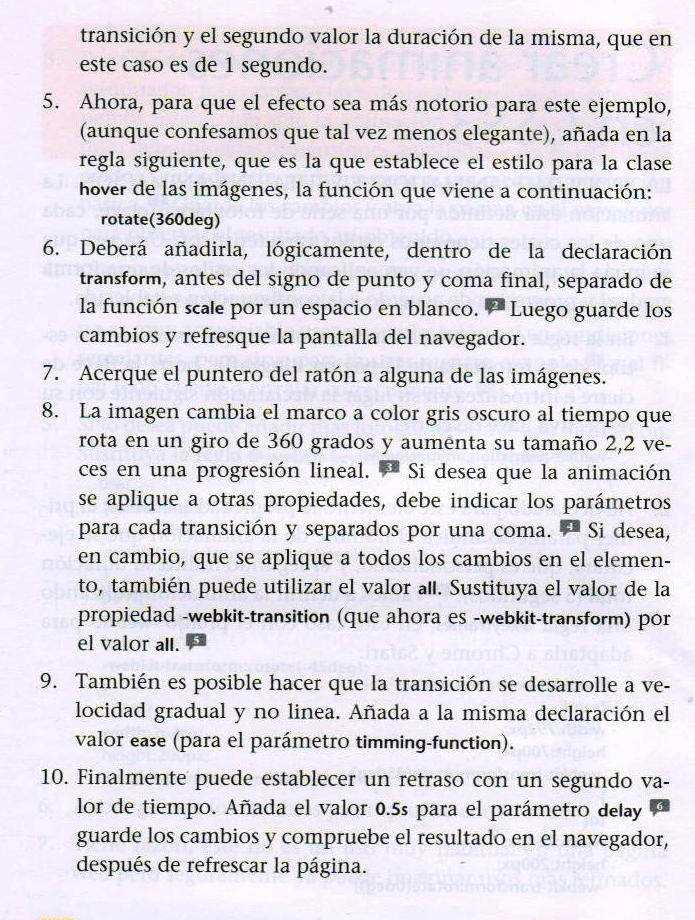 transición y el segundo valor la duración de la misma, que en
este caso es de 1 segundo.
5. Ahora, para que el efecto sea más notorio para este ejemplo,
(aunque confesamos que tal vez menos elegante), añada en la
regla siguiente, que es la que establece el estilo para la clase
hover de las imágenes, la función que viene a continuación:
rotate(360deg)
6. Deberá añadirla, lógicamente, dentro de la declaración
transform, antes del signo de punto y coma final, separado de
la función scale por un espacio en blanco. 2 Luego guarde los
cambios y refresque la pantalla del navegador.
7. Acerque el puntero del ratón a alguna de las imágenes.
8. La imagen cambia el marco a color gris oscuro al tiempo que
rota en un giro de 360 grados y aumenta su tamaño 2,2 ve-
ces en una progresión lineal. 3 Si desea que la animación
se aplique a otras propiedades, debe indicar los parámetros
para cada transición y separados por una coma. 4 Si desea,
en cambio, que se aplique a todos los cambios en el elemen-
to, también puede utilizar el valor all. Sustituya el valor de la
propiedad -webkit-transition (que ahora es -webkit-transform) por
el valor all. 5
9. También es posible hacer que la transición se desarrolle a ve-
locidad gradual y no linea. Añada a la misma declaración el
valor ease (para el parámetro timming-function).
10. Finalmente puede establecer un retraso con un segundo va-
lor de tiempo. Añada el valor 0.5s para el parámetro delay 6
guarde los cambios y compruebe el resultado en el navegador,
después de refrescar la página.